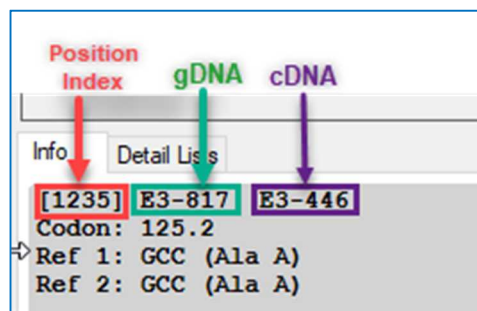 Position Index gDNA cDNA
Info Detail Lists
[1235] E3-817 E3-446
Codon: 125.2
Ref 1: GCC (Ala A)
Ref 2: GCC (Ala A)